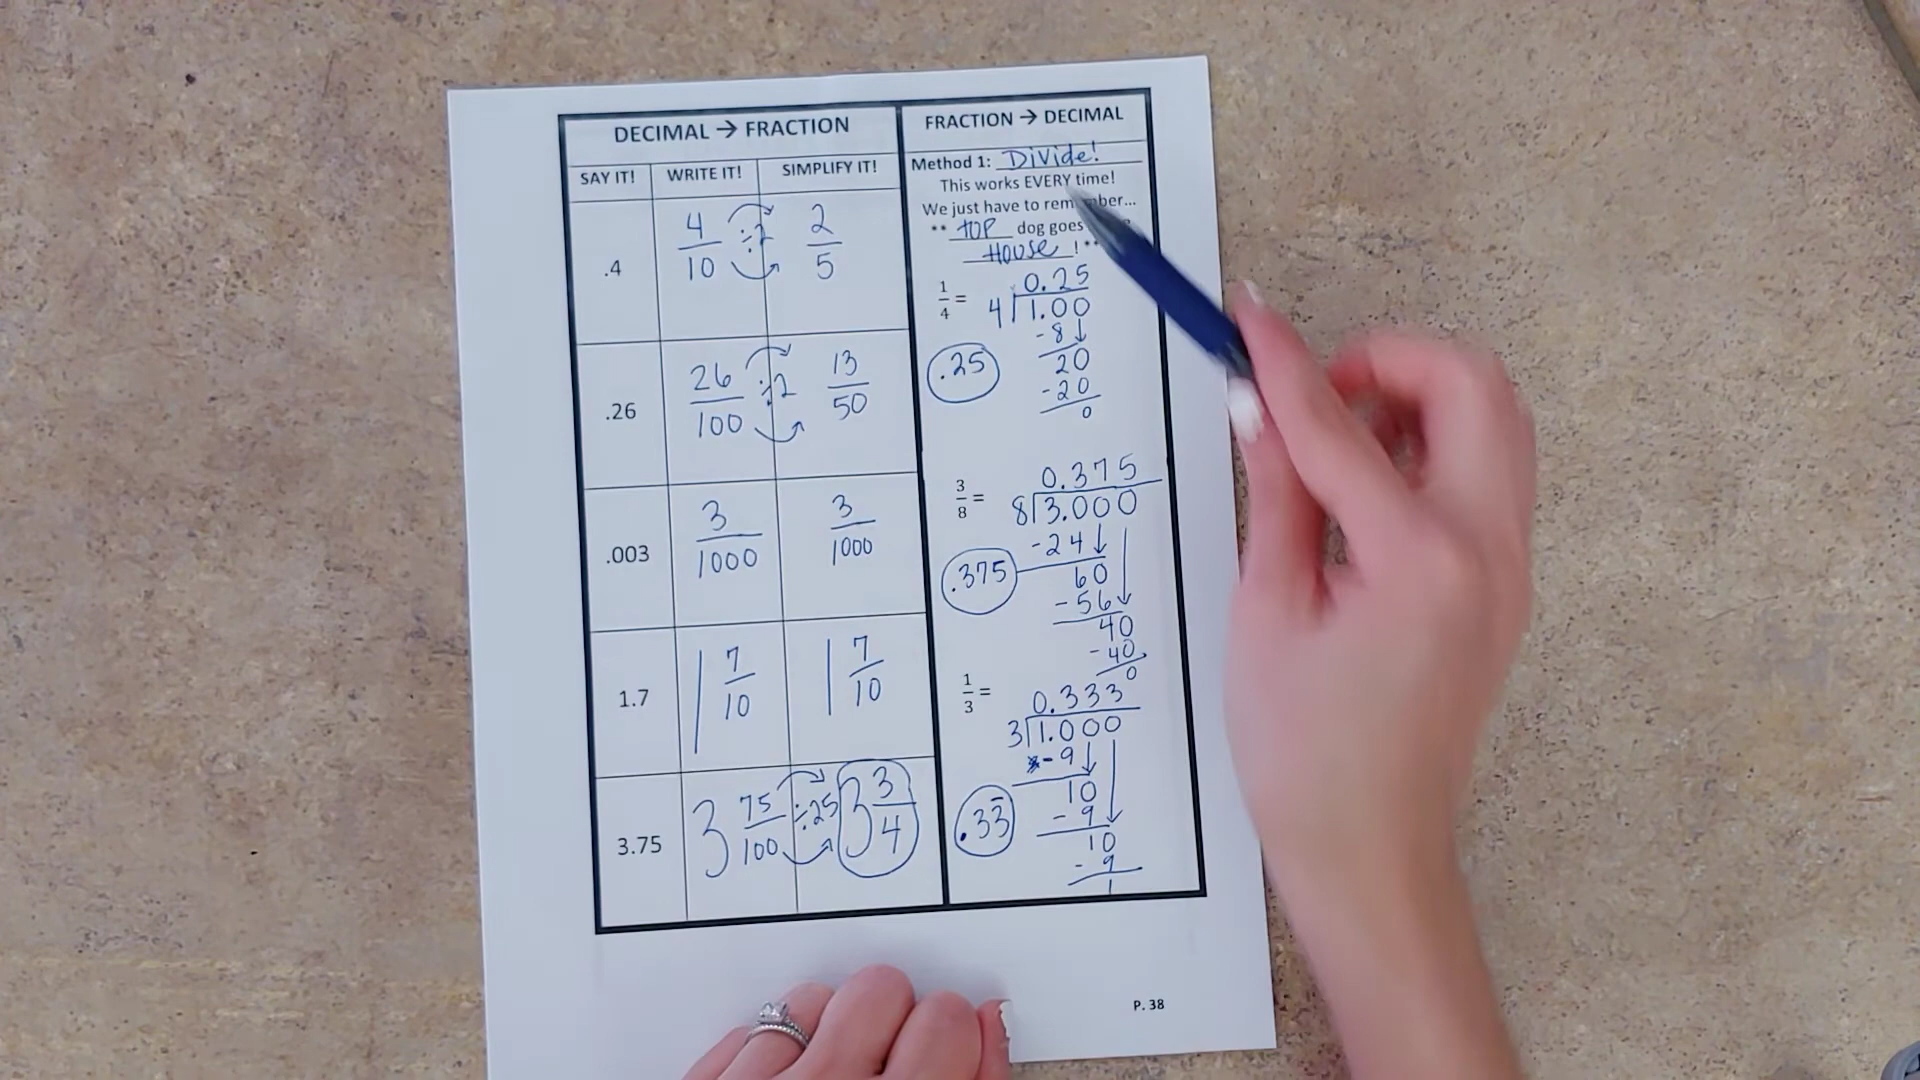 DECIMAL → FRACTION
SAY IT! WRITE IT! SIMPLIFY IT!
.4 4/10 ÷2 2/5
.26 26/100 ÷2 13/50
.003 3/1000 3/1000
1.7 1 7/10 1 7/10
3.75 3 75/100 ÷25 3 3/4
FRACTION → DECIMAL
Method 1: Divide!
This works EVERY time!
We just have to remember...
** TOP dog goes
House ! **
0.25
1/4 = 4 1.00
-8
.25 20
-20
0
0.375
3/8 = 8 3.000
-24
.375 60
-56
40
-40
0
0.333
1/3 = 3 1.000
-9
10
.33̅ -9
10
-9
1
P. 38